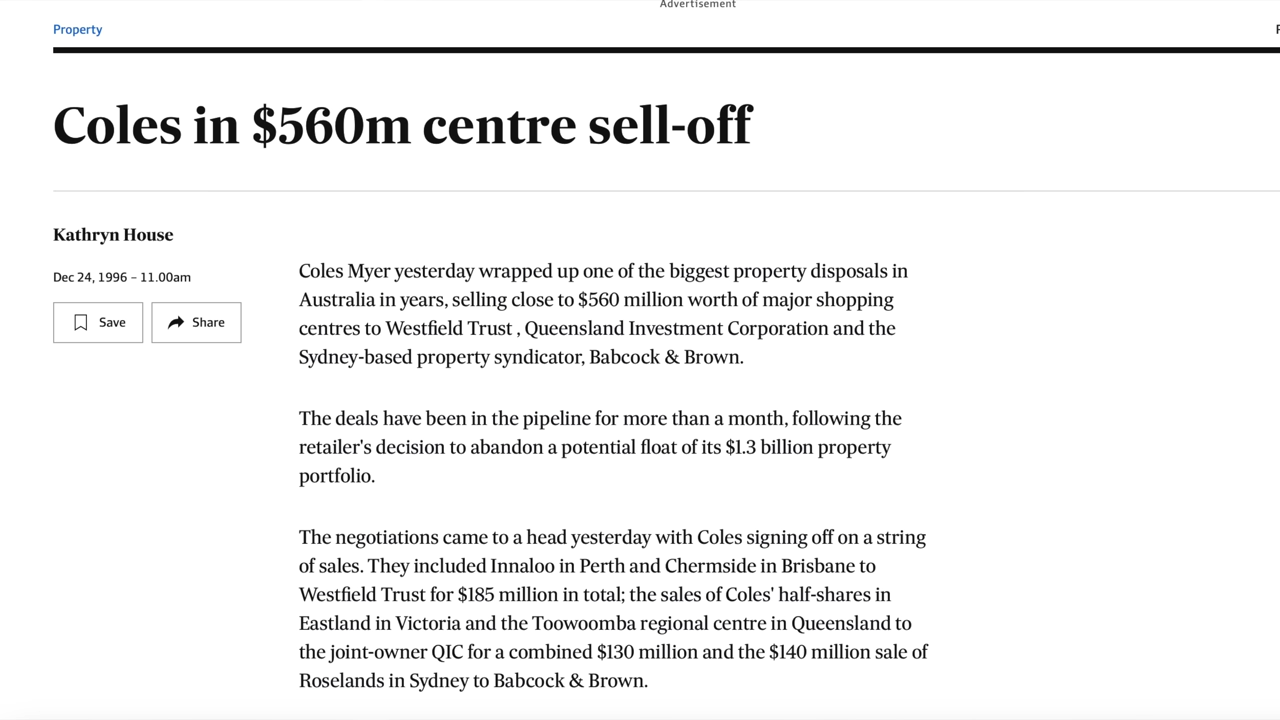 Advertisement
Property
Coles in $560m centre sell-off
Kathryn House
Dec 24, 1996 – 11.00am
Save
Share
Coles Myer yesterday wrapped up one of the biggest property disposals in
Australia in years, selling close to $560 million worth of major shopping
centres to Westfield Trust , Queensland Investment Corporation and the
Sydney-based property syndicator, Babcock & Brown.
The deals have been in the pipeline for more than a month, following the
retailer's decision to abandon a potential float of its $1.3 billion property
portfolio.
The negotiations came to a head yesterday with Coles signing off on a string
of sales. They included Innaloo in Perth and Chermside in Brisbane to
Westfield Trust for $185 million in total; the sales of Coles' half-shares in
Eastland in Victoria and the Toowoomba regional centre in Queensland to
the joint-owner QIC for a combined $130 million and the $140 million sale of
Roselands in Sydney to Babcock & Brown.